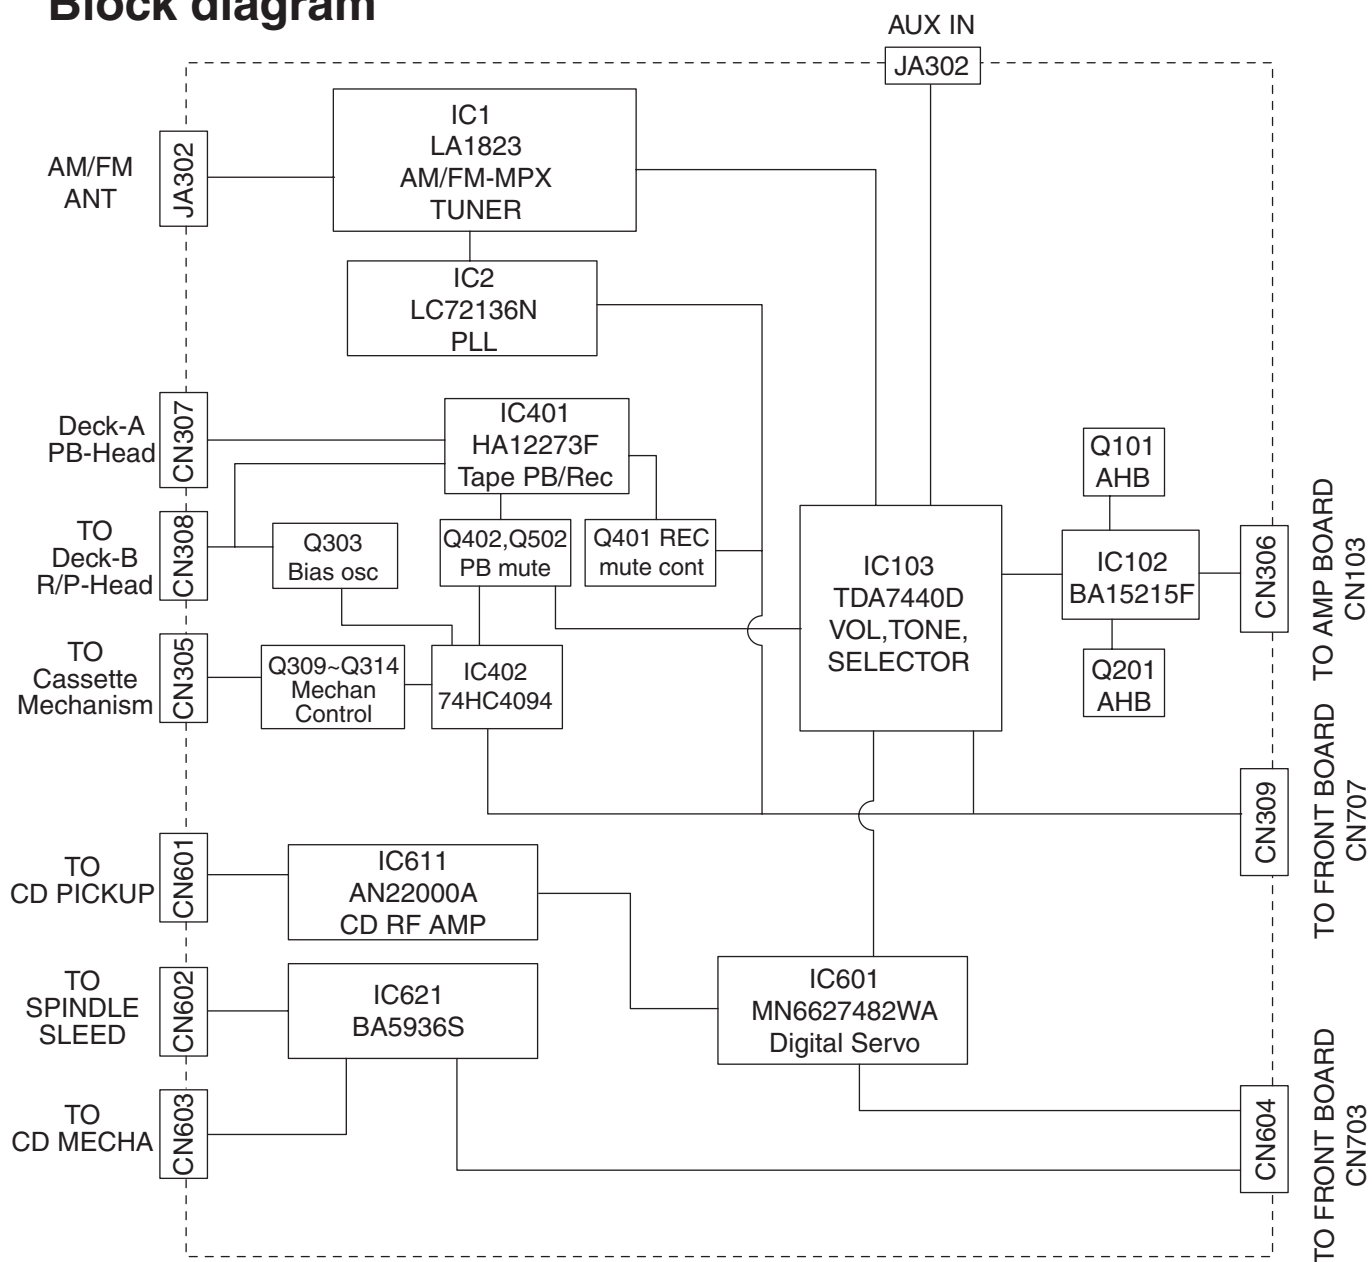 Block diagram
AUX IN
JA302
AM/FM
ANT
JA302
IC1
LA1823
AM/FM-MPX
TUNER
IC2
LC72136N
PLL
Deck-A
PB-Head
CN307
IC401
HA12273F
Tape PB/Rec
Q101
AHB
TO
Deck-B
R/P-Head
CN308
Q303
Bias osc
Q402,Q502
PB mute
Q401 REC
mute cont
IC103
TDA7440D
VOL,TONE,
SELECTOR
IC102
BA15215F
CN306
TO AMP BOARD
CN103
TO
Cassette
Mechanism
CN305
Q309~Q314
Mechan
Control
IC402
74HC4094
Q201
AHB
CN309
TO FRONT BOARD
CN707
TO
CD PICKUP
CN601
IC611
AN22000A
CD RF AMP
TO
SPINDLE
SLEED
CN602
IC621
BA5936S
IC601
MN6627482WA
Digital Servo
TO
CD MECHA
CN603
CN604
TO FRONT BOARD
CN703